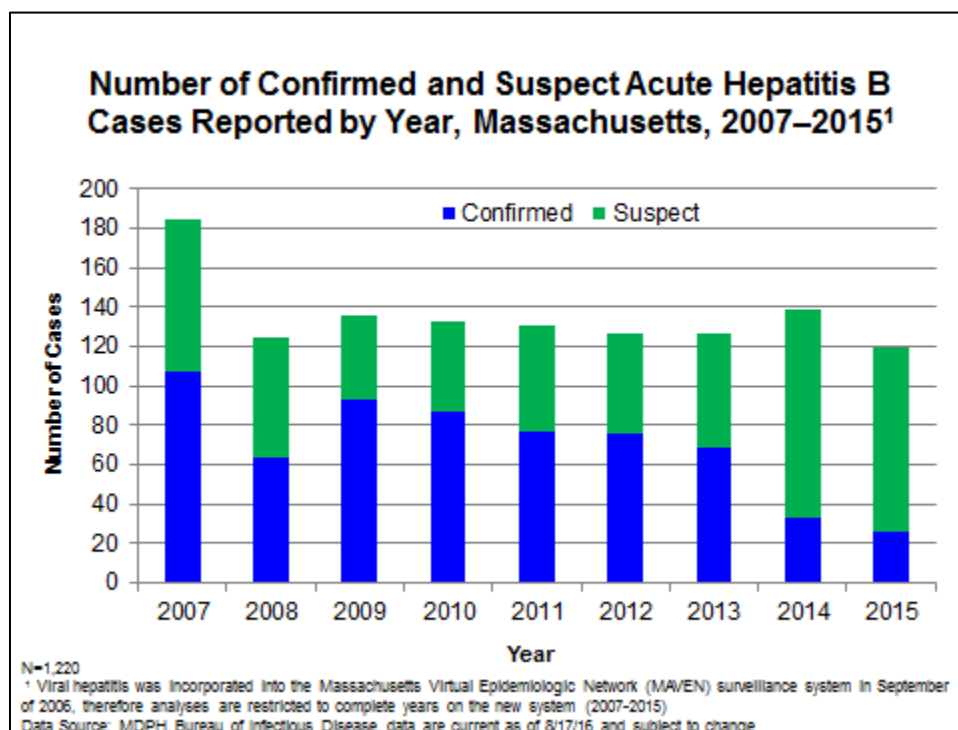 Number of Confirmed and Suspect Acute Hepatitis B
Cases Reported by Year, Massachusetts, 2007–2015¹
200
180
160
140
120
100
80
60
40
20
0
Number of Cases
Confirmed Suspect
2007 2008 2009 2010 2011 2012 2013 2014 2015
Year
N=1,220
¹ Viral hepatitis was incorporated into the Massachusetts Virtual Epidemiologic Network (MAVEN) surveillance system in September
of 2006, therefore analyses are restricted to complete years on the new system (2007-2015)
Data Source: MDPH Bureau of Infectious Disease, data are current as of 8/17/16 and subject to change